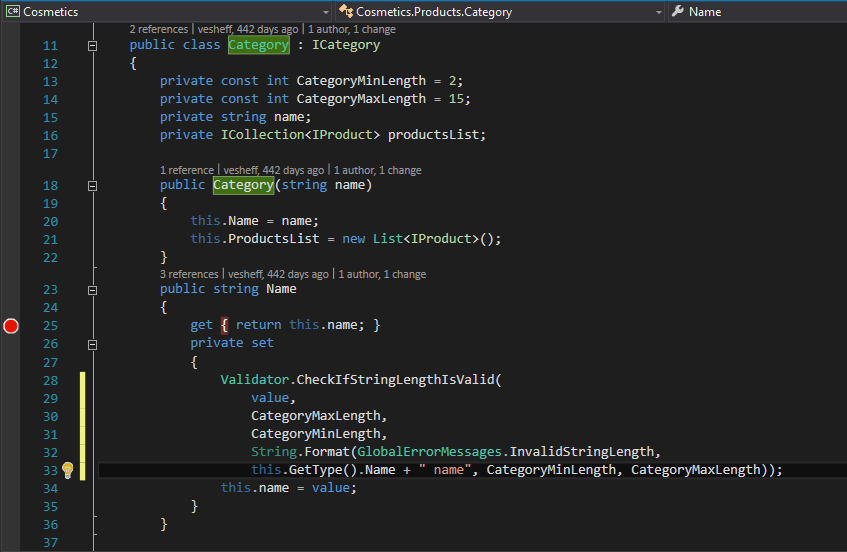 C# Cosmetics Cosmetics.Products.Category Name
2 references | vesheff, 442 days ago | 1 author, 1 change
11 public class Category : ICategory
12 {
13 private const int CategoryMinLength = 2;
14 private const int CategoryMaxLength = 15;
15 private string name;
16 private ICollection<IProduct> productsList;
17
1 reference | vesheff, 442 days ago | 1 author, 1 change
18 public Category(string name)
19 {
20 this.Name = name;
21 this.ProductsList = new List<IProduct>();
22 }
3 references | vesheff, 442 days ago | 1 author, 1 change
23 public string Name
24 {
25 get { return this.name; }
26 private set
27 {
28 Validator.CheckIfStringLengthIsValid(
29 value,
30 CategoryMaxLength,
31 CategoryMinLength,
32 String.Format(GlobalErrorMessages.InvalidStringLength,
33 this.GetType().Name + " name", CategoryMinLength, CategoryMaxLength));
34 this.name = value;
35 }
36 }
37